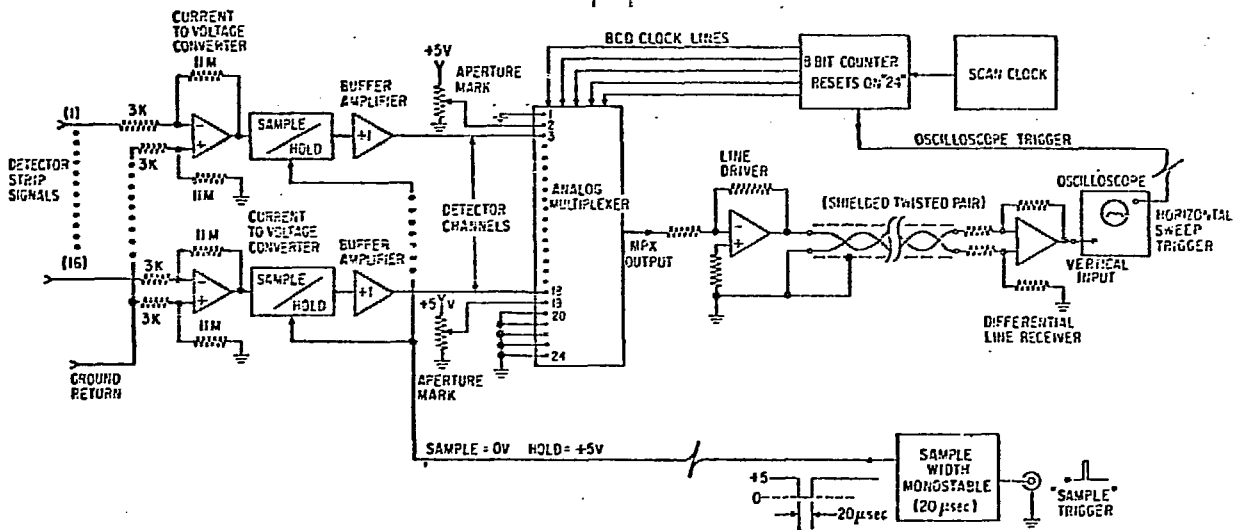 CURRENT
TO VOLTAGE
CONVERTER
11M
(1)
3K
3K
11M
DETECTOR
STRIP
SIGNALS
SAMPLE
HOLD
BUFFER
AMPLIFIER
+1
+5V
APERTURE
MARK
BCD CLOCK LINES
BIT COUNTER
RESETS ON "24"
SCAN CLOCK
OSCILLOSCOPE TRIGGER
1
2
3
ANALOG
MULTIPLEXER
DETECTOR
CHANNELS
LINE
DRIVER
(SHIELDED TWISTED PAIR)
OSCILLOSCOPE
HORIZONTAL
SWEEP
TRIGGER
VERTICAL
INPUT
MPX
OUTPUT
DIFFERENTIAL
LINE RECEIVER
CURRENT
TO VOLTAGE
CONVERTER
11M
(16)
3K
3K
11M
SAMPLE
HOLD
BUFFER
AMPLIFIER
+1
+5V
APERTURE
MARK
20
24
GROUND
RETURN
SAMPLE = 0V HOLD = +5V
+5
0
20µsec
SAMPLE
WIDTH
MONOSTABLE
(20µsec)
"SAMPLE"
TRIGGER